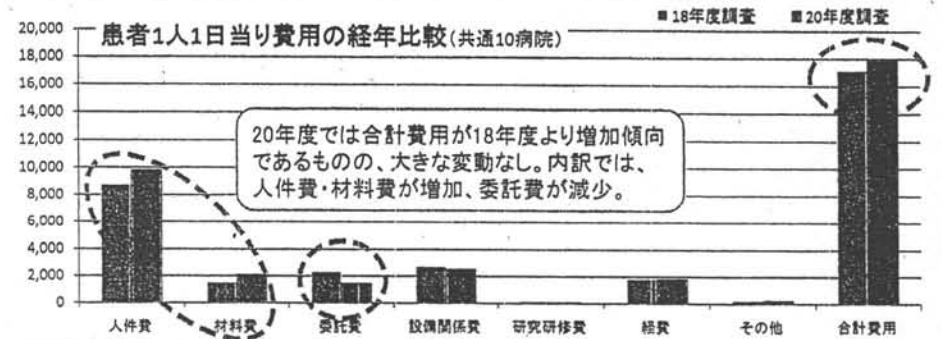 ■ 18年度調査 ■ 20年度調査
患者1人1日当り費用の経年比較(共通10病院)
20,000
18,000
16,000
14,000
12,000
10,000
8,000
6,000
4,000
2,000
0
20年度では合計費用が18年度より増加傾向
であるものの、大きな変動なし。内訳では、
人件費・材料費が増加、委託費が減少。
人件費 材料費 委託費 設備関係費 研究研修費 経費 その他 合計費用